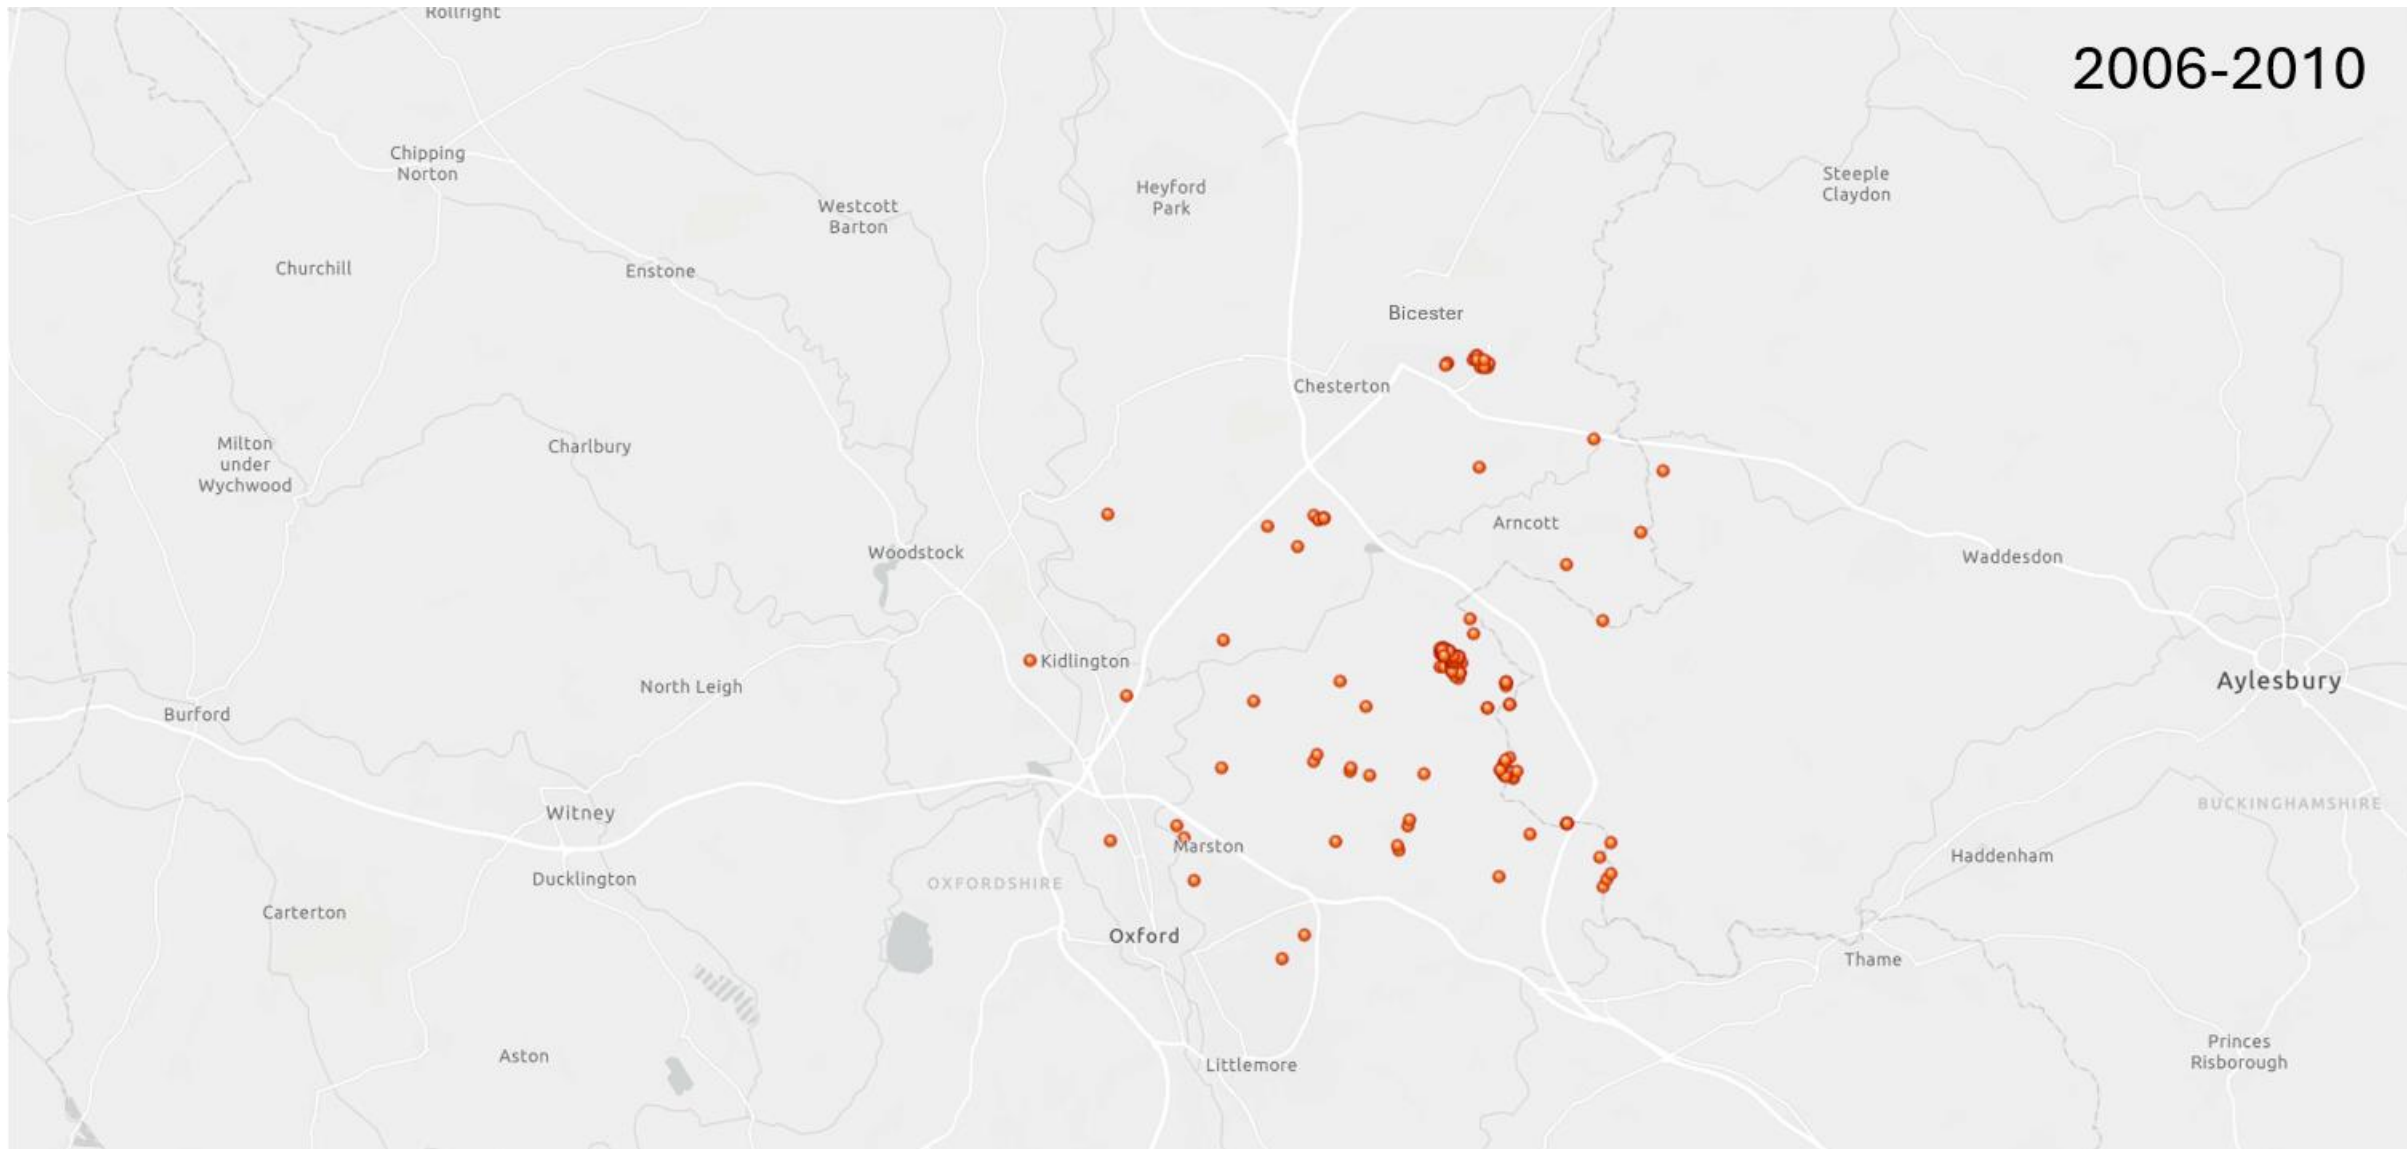 Rollright
2006-2010
Chipping
Norton
Steeple
Claydon
Heyford
Park
Westcott
Barton
Churchill
Enstone
Bicester
Chesterton
Milton
under
Wychwood
Charlbury
Arncott
Woodstock
Waddesdon
Kidlington
North Leigh
Aylesbury
Burford
BUCKINGHAMSHIRE
Witney
Marston
Haddenham
Ducklington
OXFORDSHIRE
Carterton
Oxford
Thame
Aston
Littlemore
Princes
Risborough